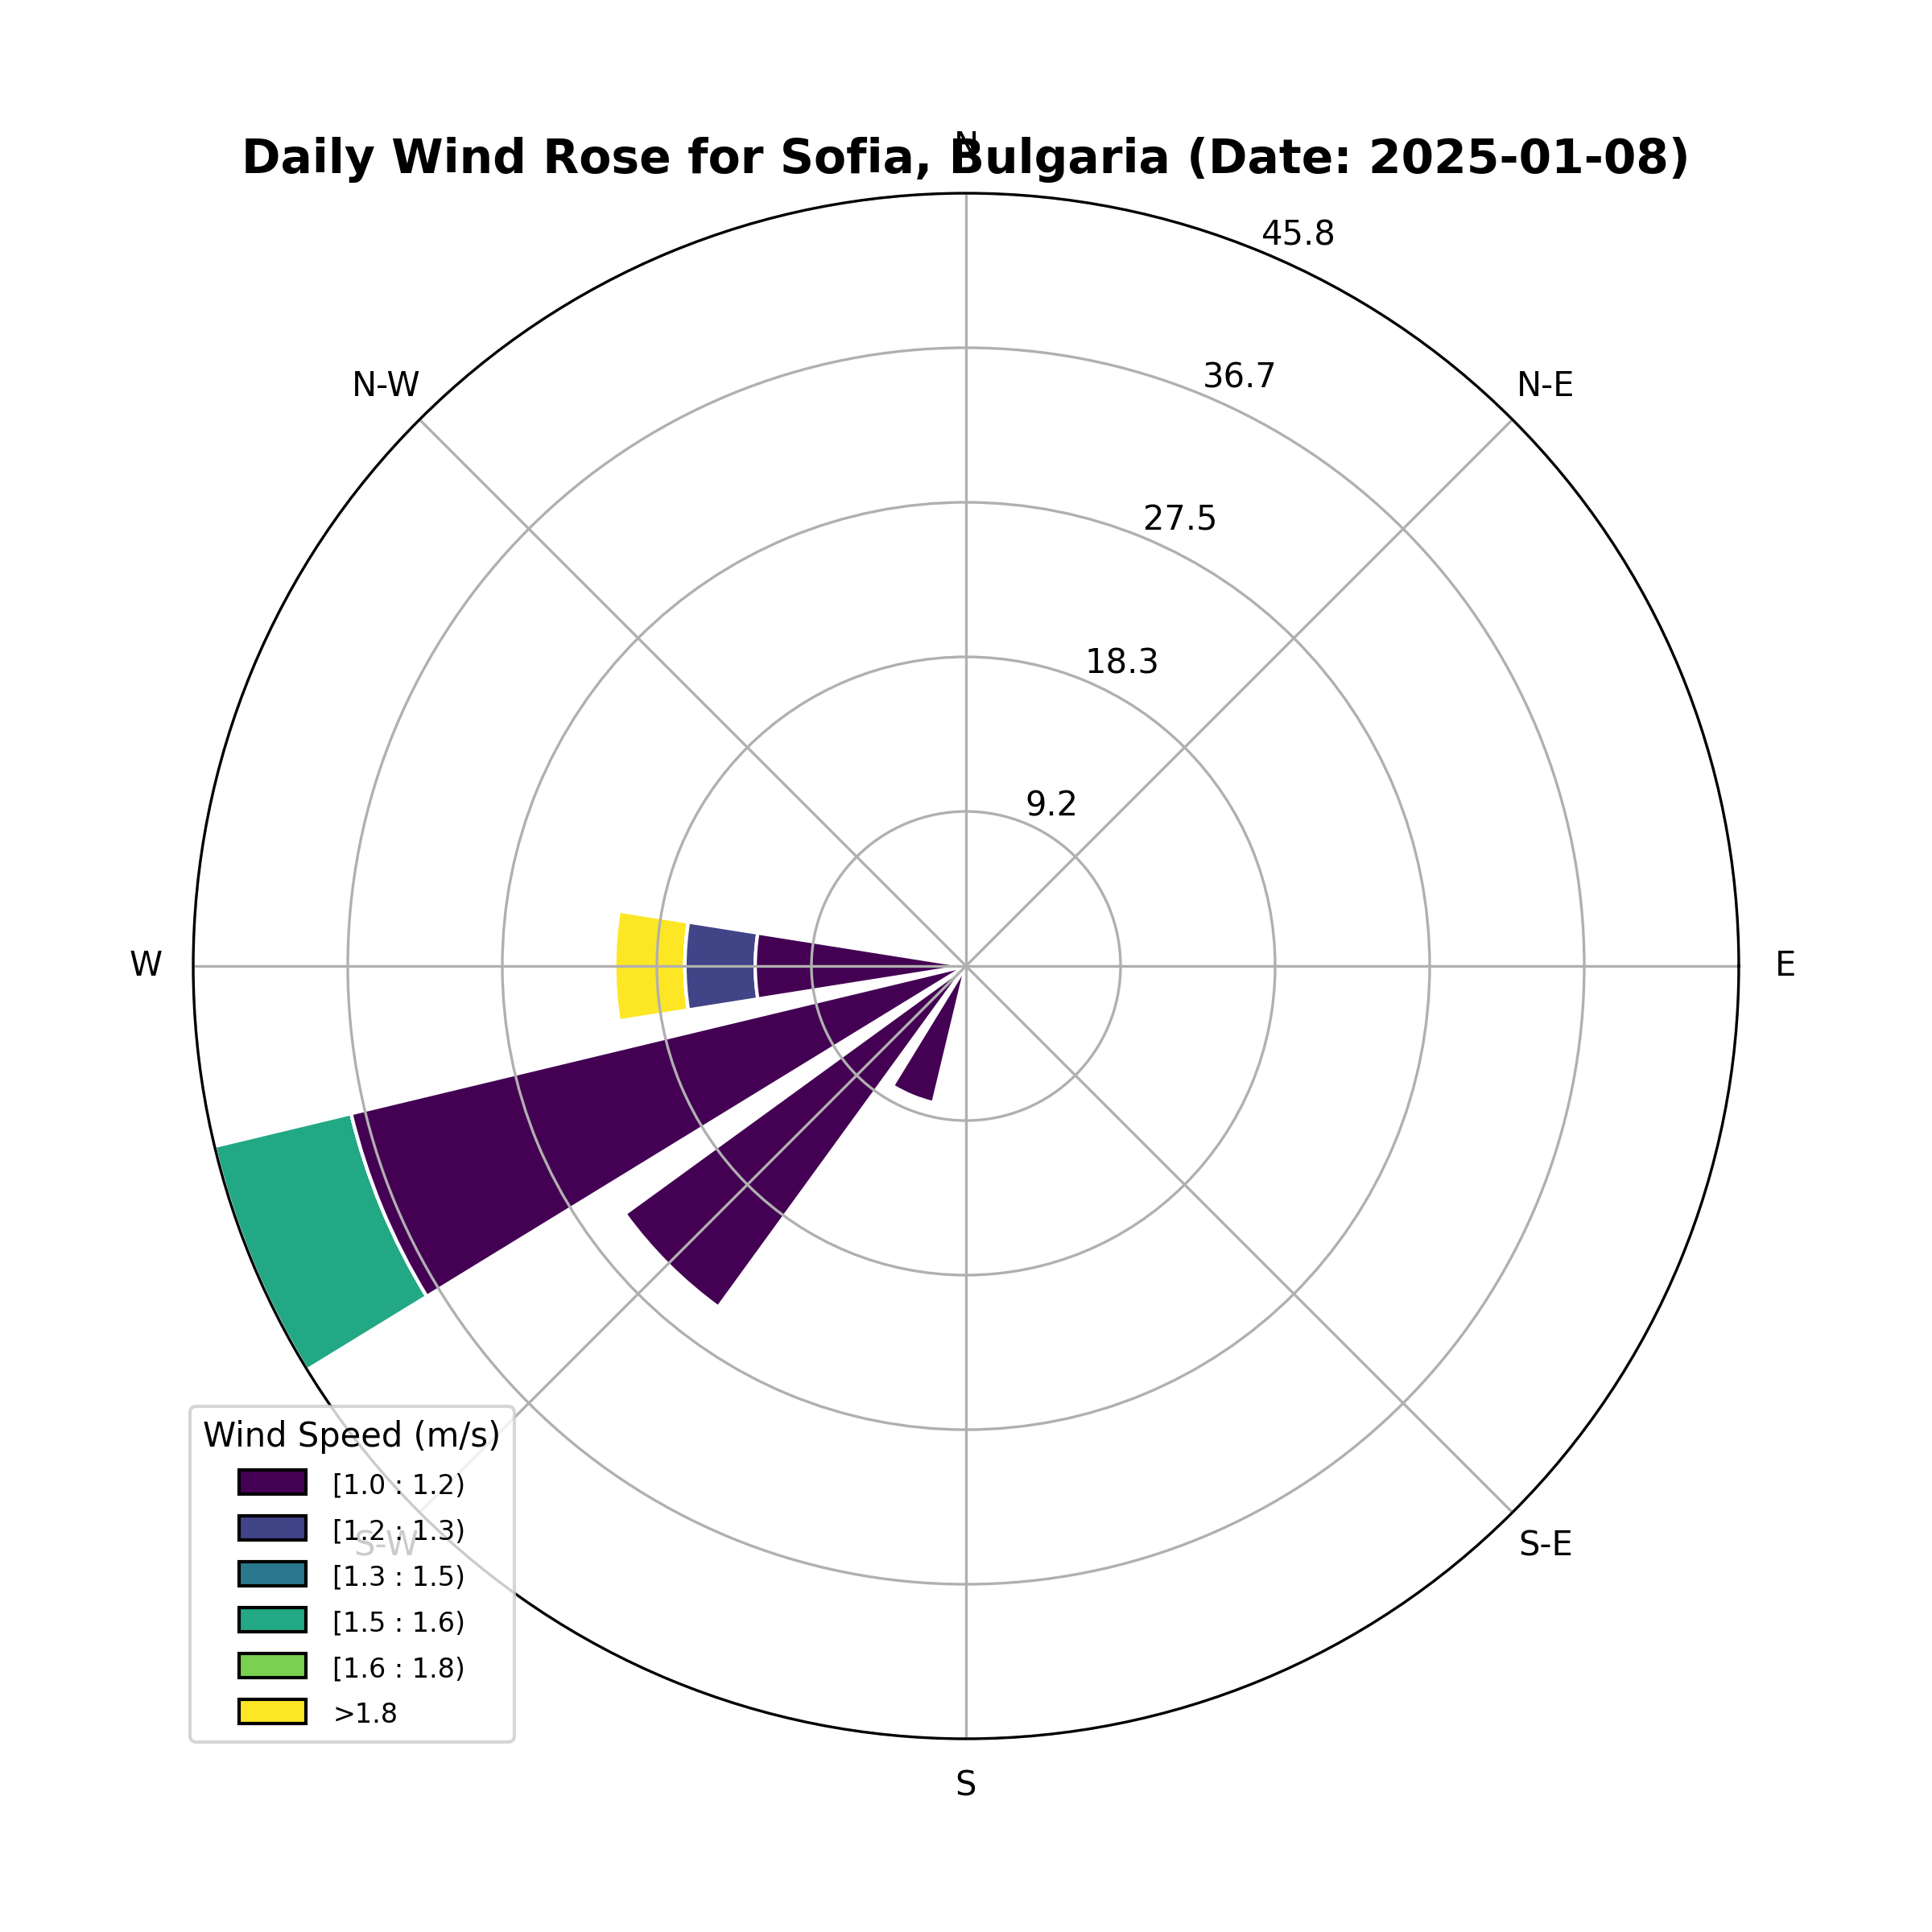 N
Daily Wind Rose for Sofia, Bulgaria (Date: 2025-01-08)
45.8
36.7
N-W
N-E
27.5
18.3
9.2
W
E
Wind Speed (m/s)
[1.0 : 1.2)
[1.2 : 1.3)
S-W
S-E
[1.3 : 1.5)
[1.5 : 1.6)
[1.6 : 1.8)
>1.8
S